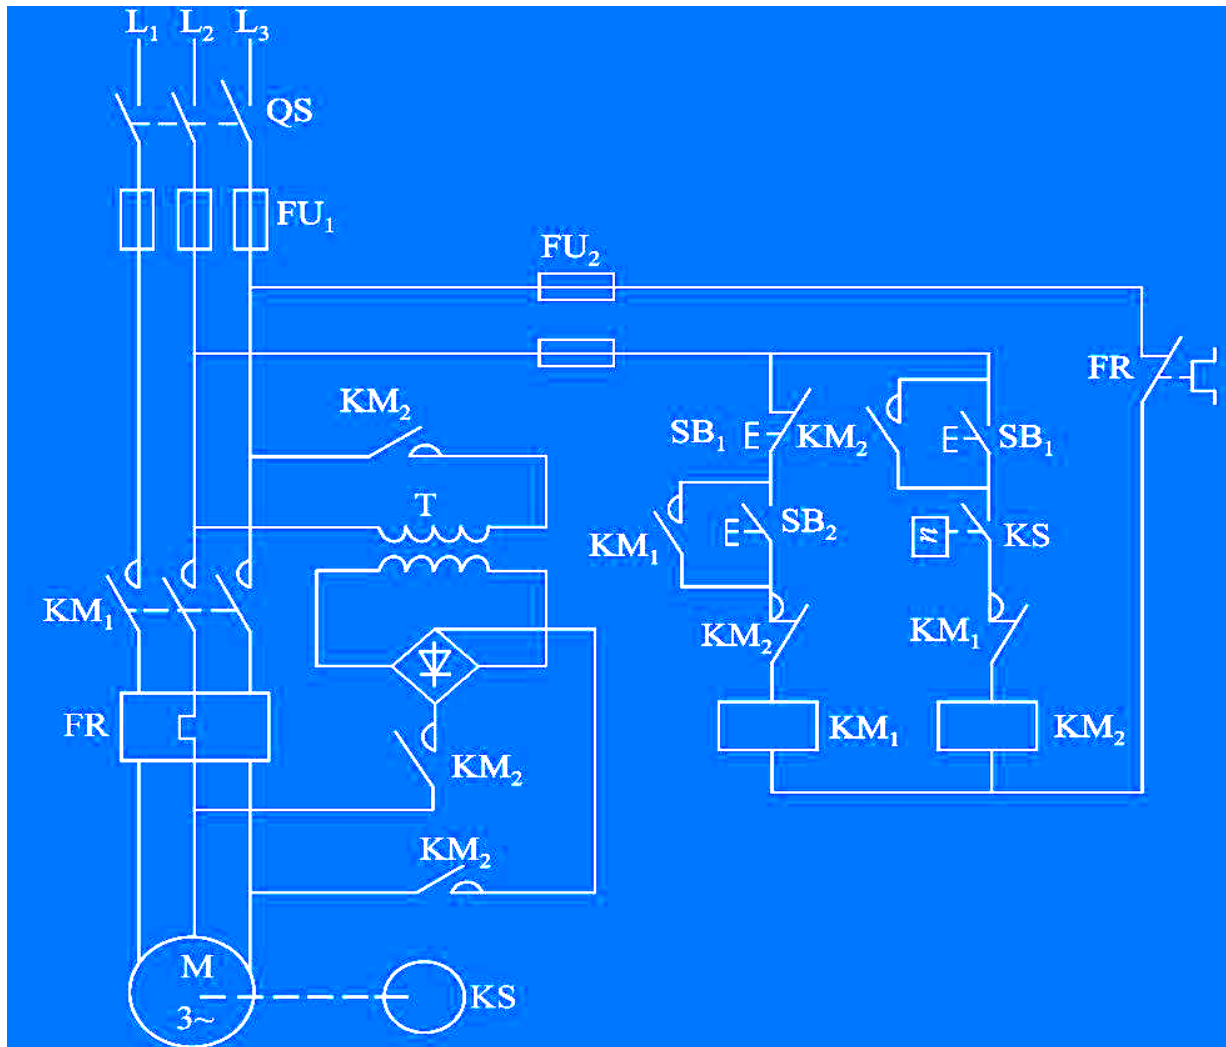 L₁ L₂ L₃
QS
FU₁
FU₂
FR
KM₂
SB₁
KM₂
SB₁
T
KM₁
SB₂
n
KS
KM₁
KM₂
KM₁
FR
KM₁
KM₂
KM₂
KM₂
M
3~
KS